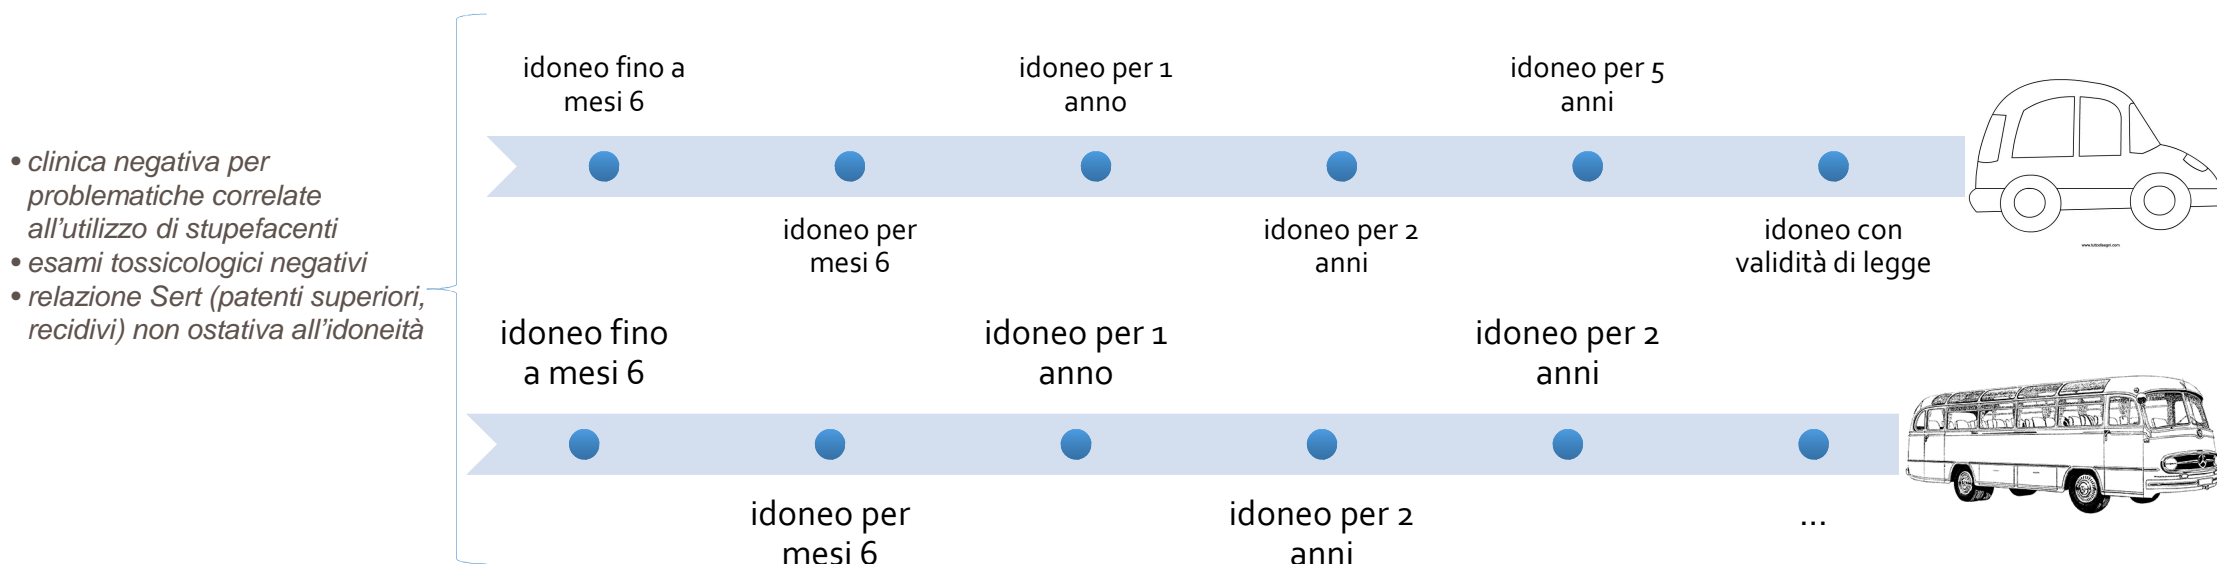 • clinica negativa per
problematiche correlate
all'utilizzo di stupefacenti
• esami tossicologici negativi
• relazione Sert (patenti superiori,
recidivi) non ostativa all'idoneità
idoneo fino a
mesi 6
idoneo per
mesi 6
idoneo per 1
anno
idoneo per 2
anni
idoneo per 5
anni
idoneo con
validità di legge
www.tuttodisegni.com
idoneo fino
a mesi 6
idoneo per
mesi 6
idoneo per 1
anno
idoneo per 2
anni
idoneo per 2
anni
...